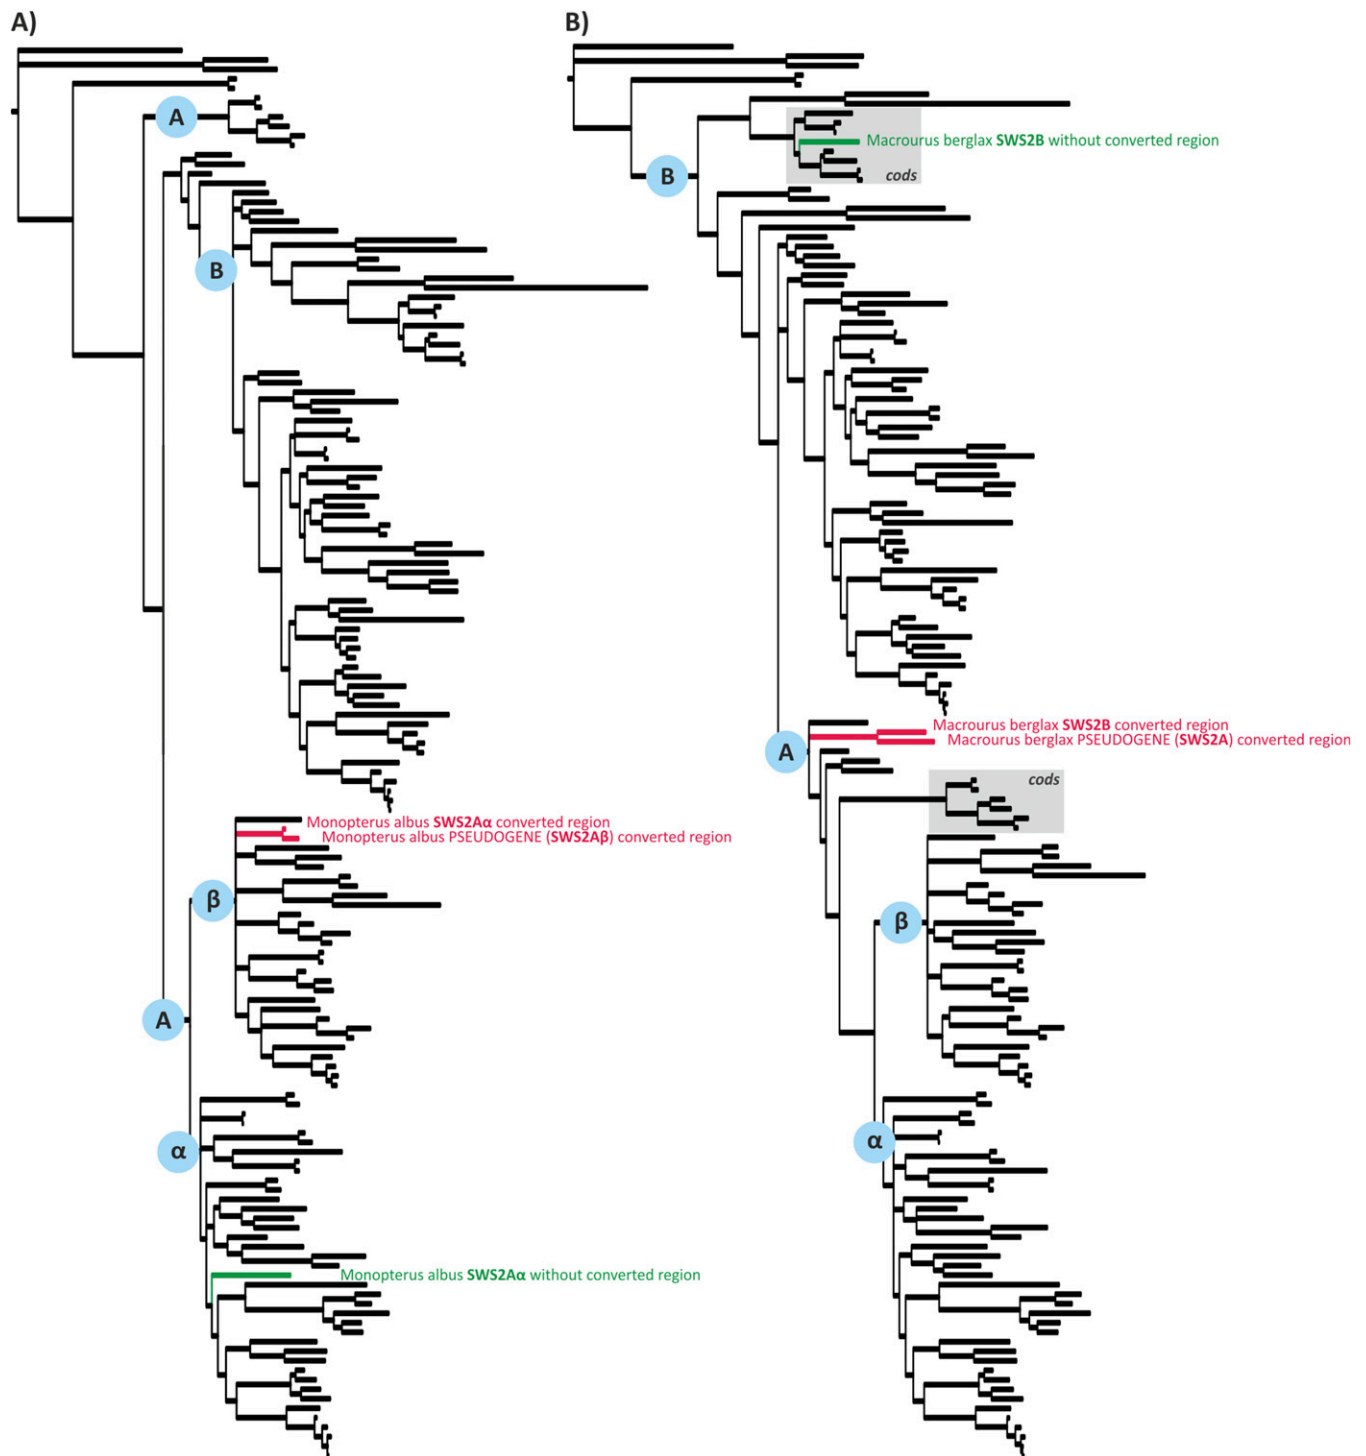 A)
B)
A
B
Macrourus berglax SWS2B without converted region
cods
B
Macrourus berglax SWS2B converted region
Macrourus berglax PSEUDOGENE (SWS2A) converted region
A
cods
Monopterus albus SWS2Aα converted region
Monopterus albus PSEUDOGENE (SWS2Aβ) converted region
β
β
A
α
α
Monopterus albus SWS2Aα without converted region